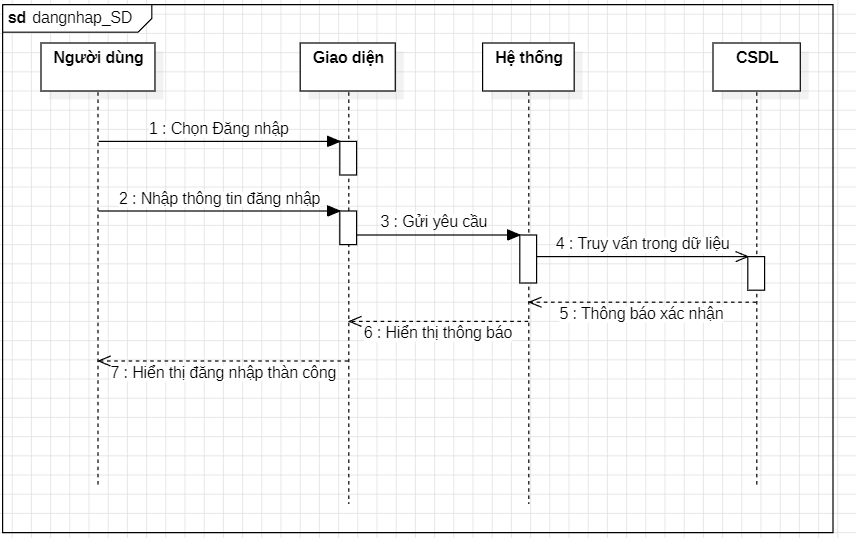 sd dangnhap_SD
Người dùng
Giao diện
Hệ thống
CSDL
1 : Chọn Đăng nhập
2 : Nhập thông tin đăng nhập
3 : Gửi yêu cầu
4 : Truy vấn trong dữ liệu
5 : Thông báo xác nhận
6 : Hiển thị thông báo
7 : Hiển thị đăng nhập thàn công